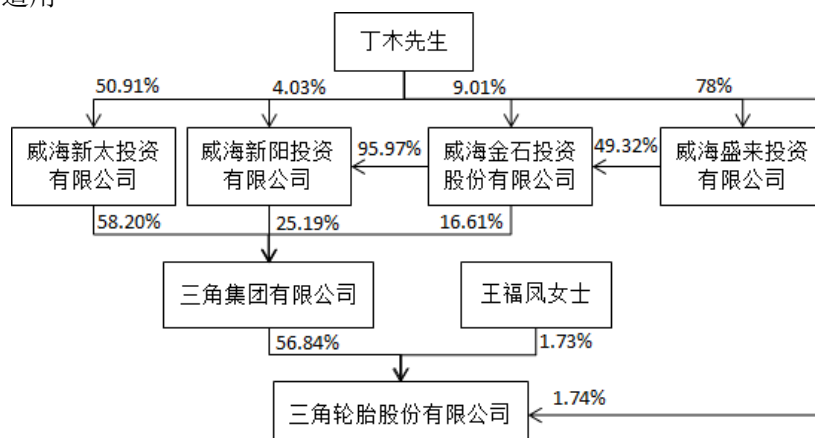 适用
丁木先生
50.91%
4.03%
9.01%
78%
威海新太投资
有限公司
威海新阳投资
有限公司
95.97%
威海金石投资
股份有限公司
49.32%
威海盛来投资
有限公司
58.20%
25.19%
16.61%
三角集团有限公司
王福凤女士
56.84%
1.73%
三角轮胎股份有限公司
1.74%